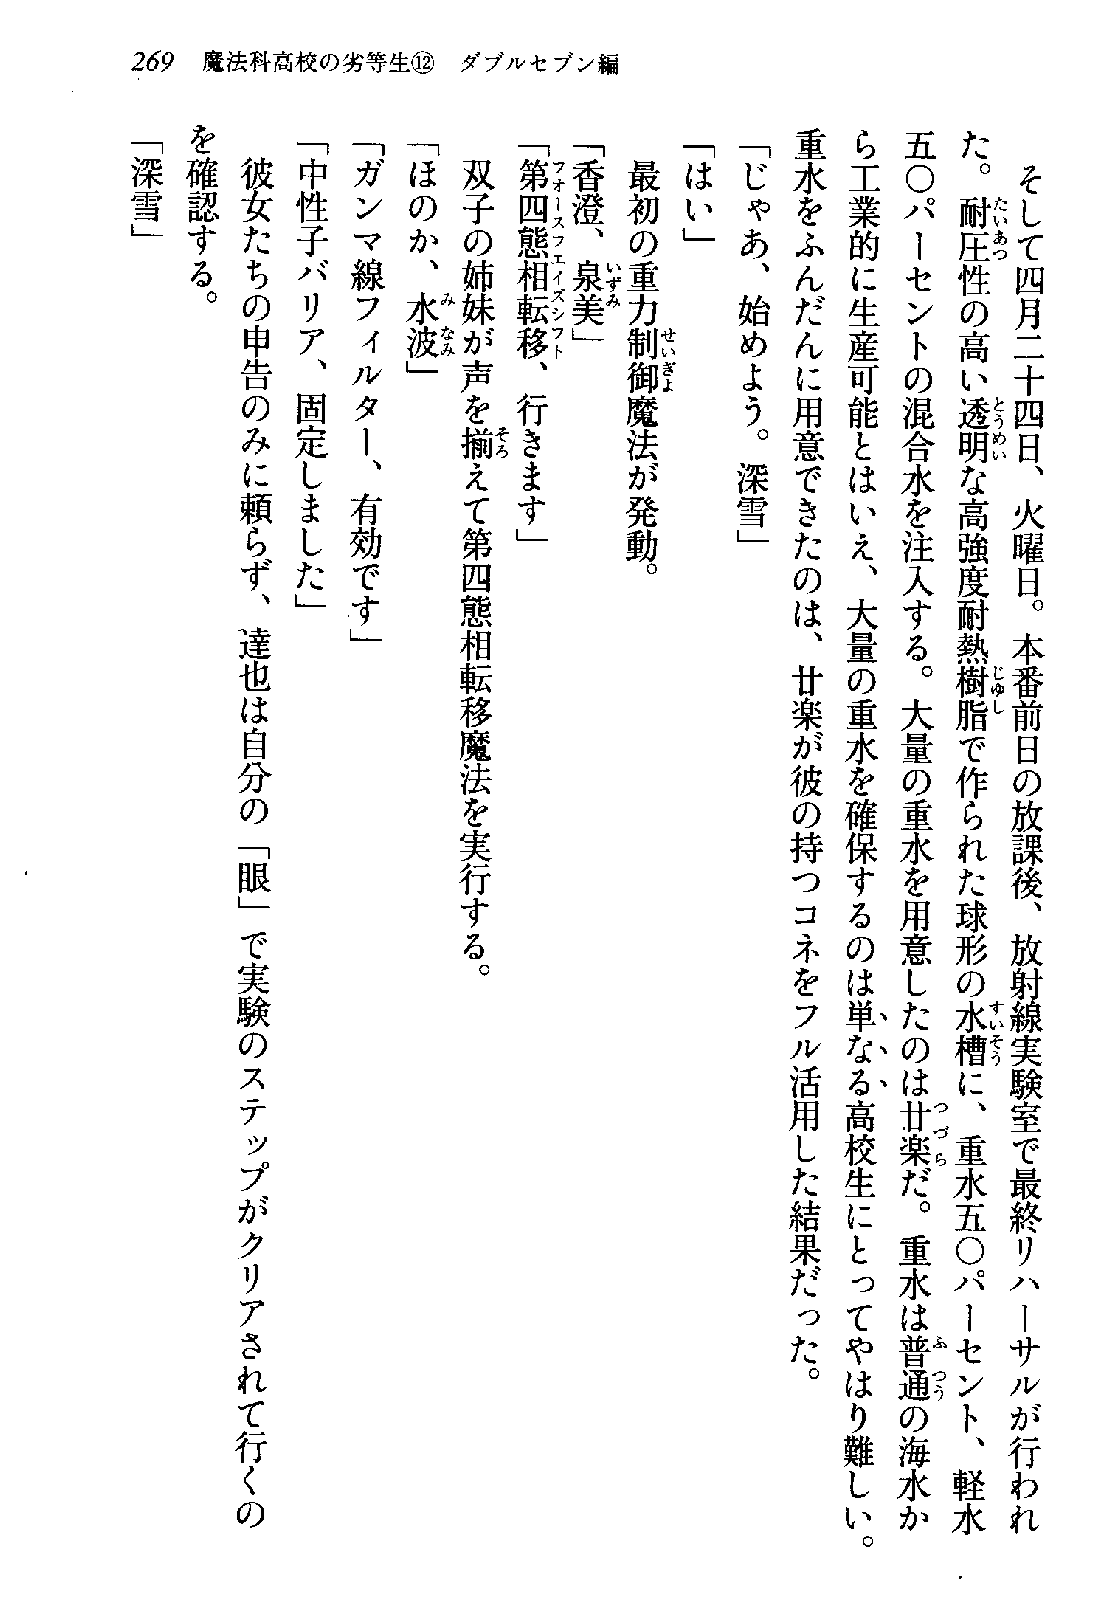 269 魔法科高校の劣等生⑫ ダブルセブン編
そして四月二十四日、火曜日。本番前日の放課後、放射線実験室で最終リハーサルが行われ
た。耐圧性の高い透明な高強度耐熱樹脂で作られた球形の水槽に、重水五〇パーセント、軽水
五〇パーセントの混合水を注入する。大量の重水を用意したのは廿楽だ。重水は普通の海水か
ら工業的に生産可能とはいえ、大量の重水を確保するのは単なる高校生にとってやはり難しい。
重水をふんだんに用意できたのは、廿楽が彼の持つコネをフル活用した結果だった。
「じゃあ、始めよう。深雪」
「はい」
最初の重力制御魔法が発動。
「香澄、泉美」
「第四態相転移、行きます」
双子の姉妹が声を揃えて第四態相転移魔法を実行する。
「ほのか、水波」
「ガンマ線フィルター、有効です」
「中性子バリア、固定しました」
彼女たちの申告のみに頼らず、達也は自分の「眼」で実験のステップがクリアされて行くの
を確認する。
「深雪」